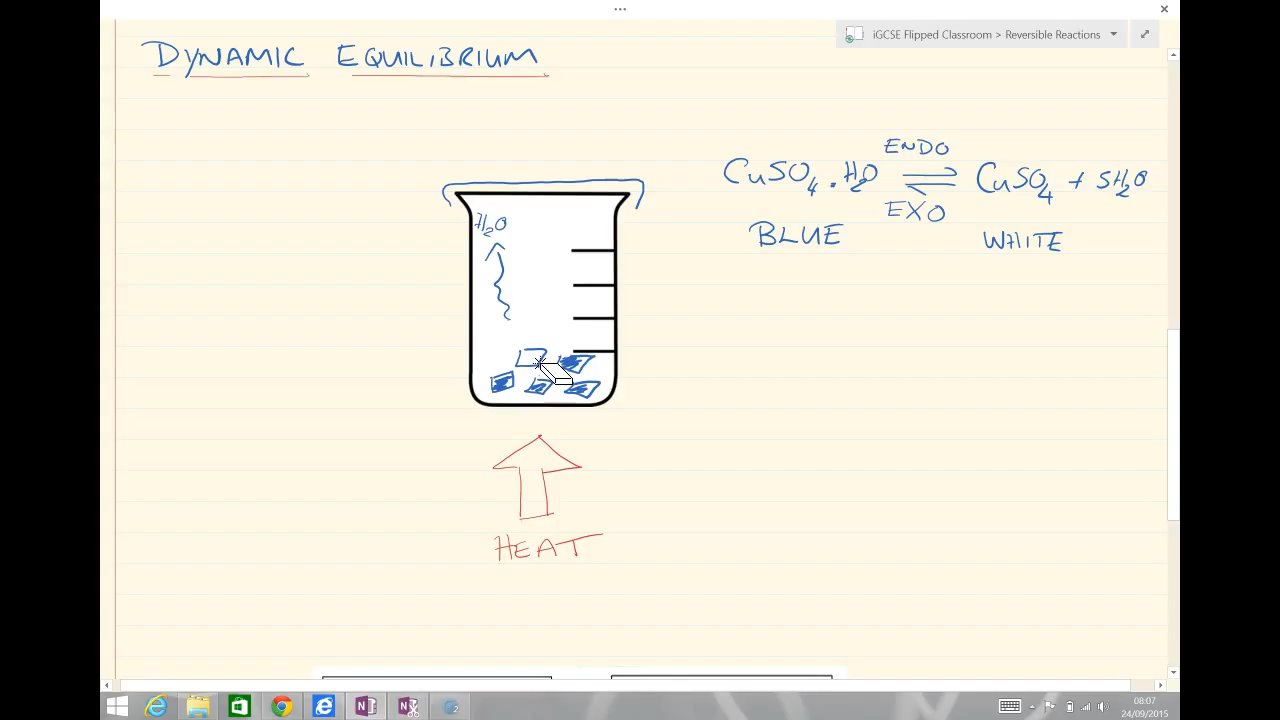 iGCSE Flipped Classroom > Reversible Reactions
DYNAMIC EQUILIBRIUM
ENDO
CuSO4.H2O ⇌ CuSO4 + 5H2O
EXO
BLUE WHITE
H2O
HEAT
08:07
24/09/2015